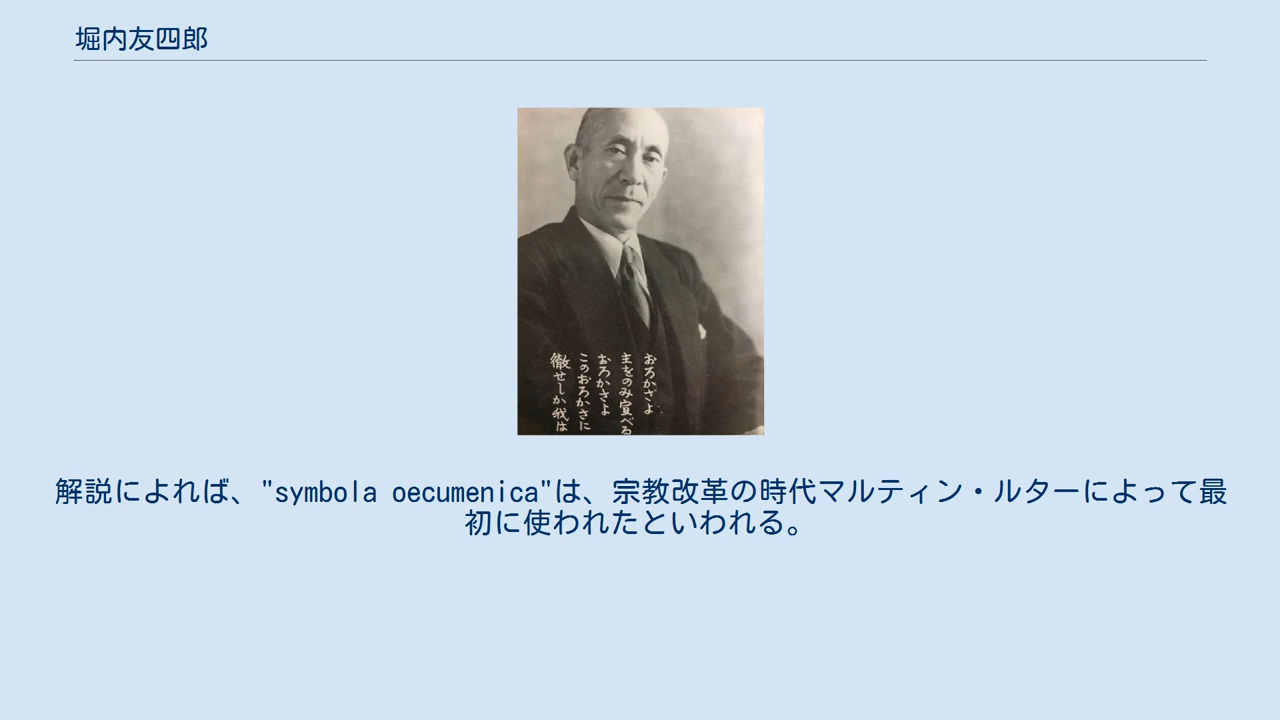 堀内友四郎
おろかさよ
主をのみ宣べる
おろかさよ
このおろかさに
徹せしか我は
解説によれば、"symbola oecumenica"は、宗教改革の時代マルティン・ルターによって最
初に使われたといわれる。